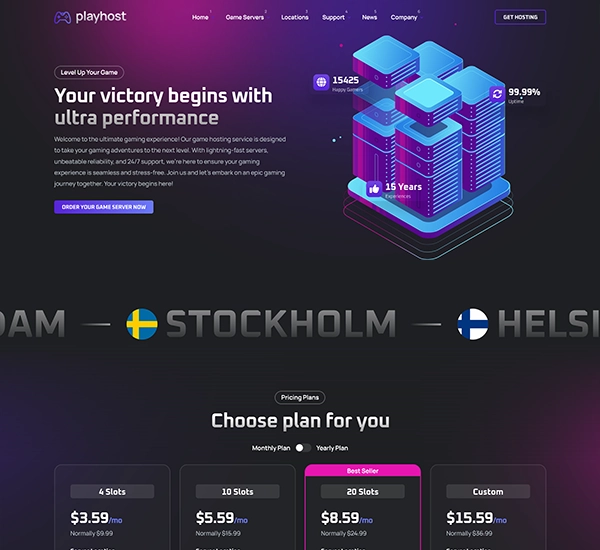 playhost
Home 1 Game Servers 2 Locations 3 Support 4 News 5 Company 6
GET HOSTING
Level Up Your Game
Your victory begins with
ultra performance
Welcome to the ultimate gaming experience! Our game hosting service is designed
to take your gaming adventures to the next level. With lightning-fast servers,
unbeatable reliability, and 24/7 support, we're here to ensure your gaming
experience is seamless and stress-free. Join us and let's embark on an epic gaming
journey together. Your victory begins here!
ORDER YOUR GAME SERVER NOW
15425
Happy Gamers
99.99%
Uptime
15 Years
Experiences
DAM STOCKHOLM HELSI
Pricing Plans
Choose plan for you
Monthly Plan Yearly Plan
Best Seller
4 Slots 10 Slots 20 Slots Custom
$3.59/mo $5.59/mo $8.59/mo $15.59/mo
Normally $9.99 Normally $15.99 Normally $24.99 Normally $36.99